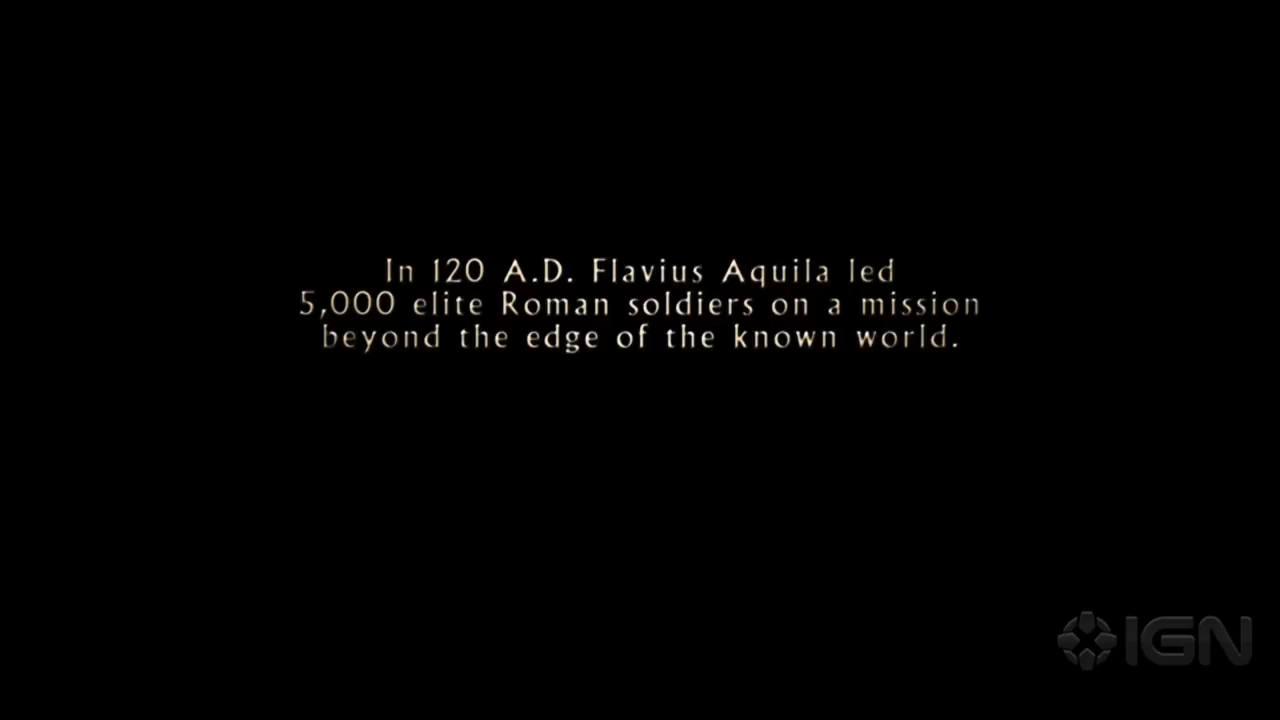 In 120 A.D. Flavius Aquila led
5,000 elite Roman soldiers on a mission
beyond the edge of the known world.
IGN